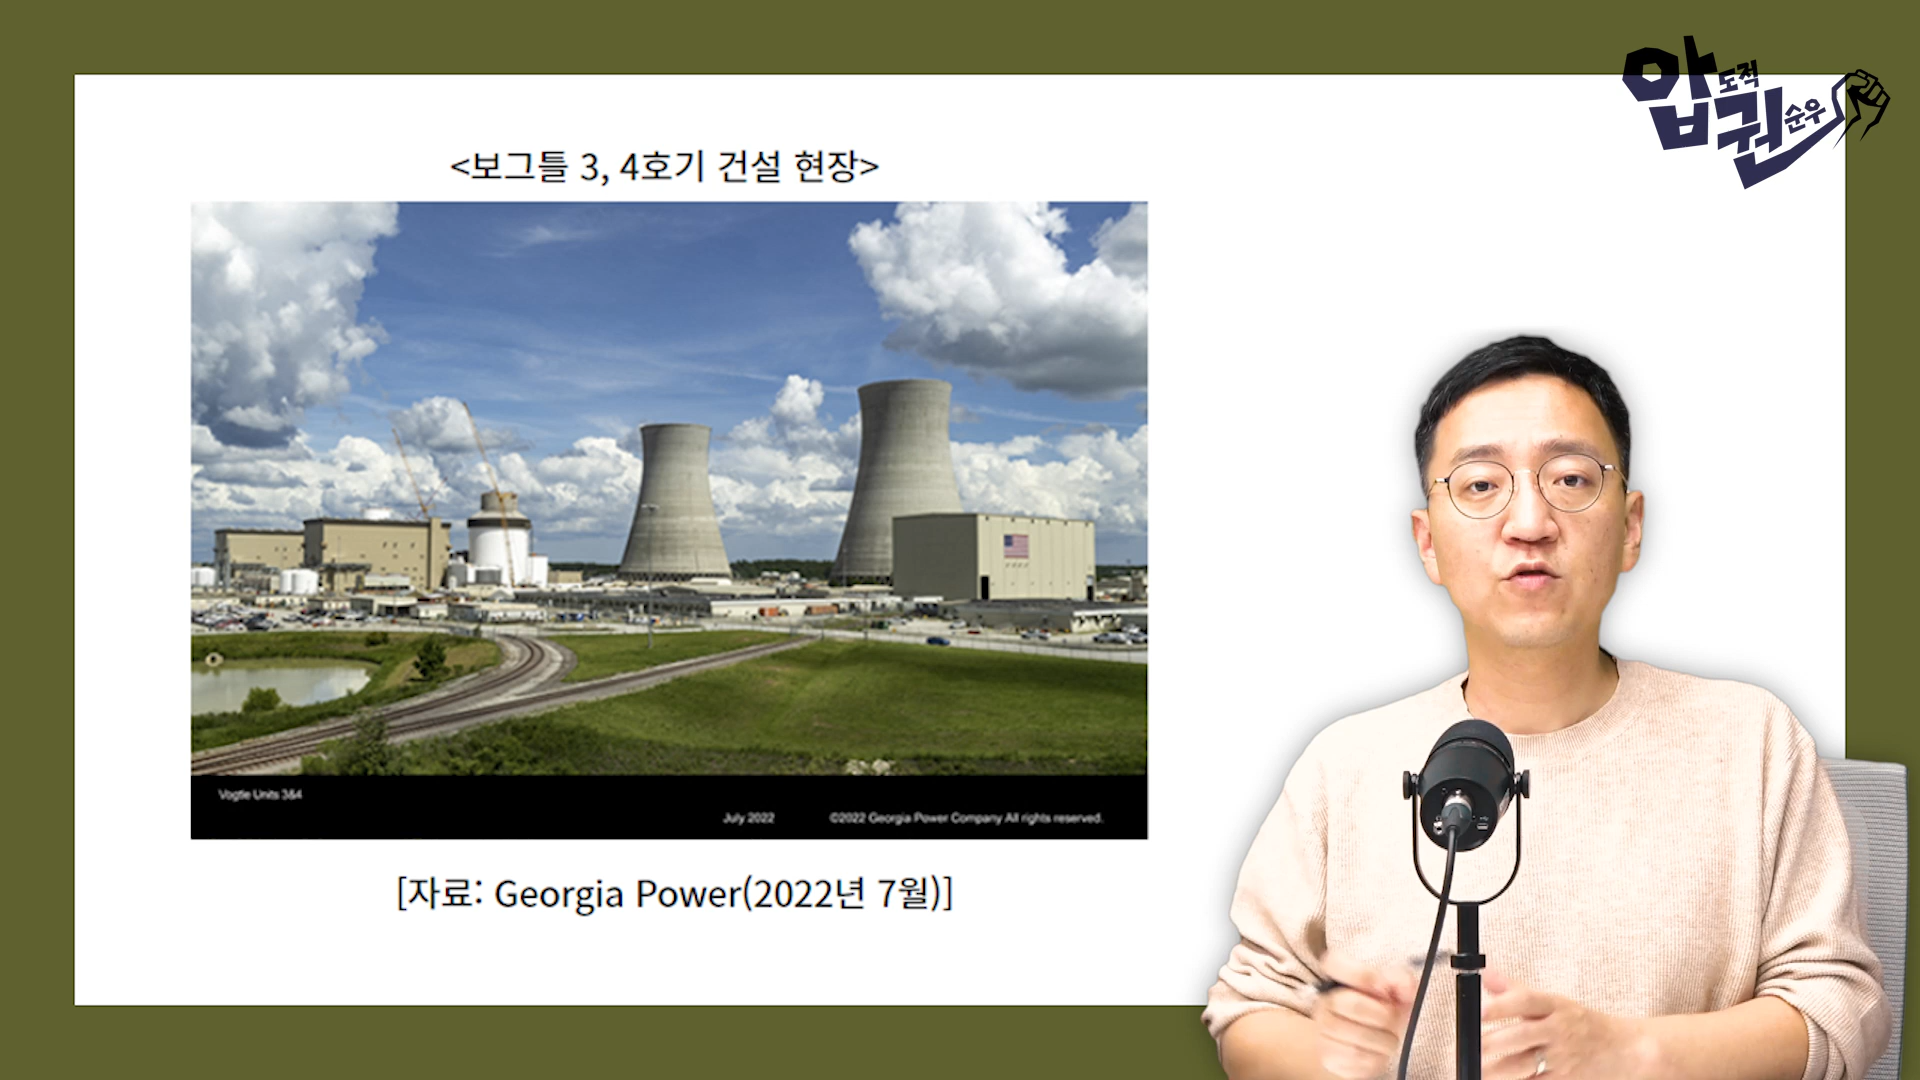 압도적
권순우
<보그틀 3, 4호기 건설 현장>
Vogtle Units 3&4
July 2022
©2022 Georgia Power Company All rights reserved.
[자료: Georgia Power(2022년 7월)]